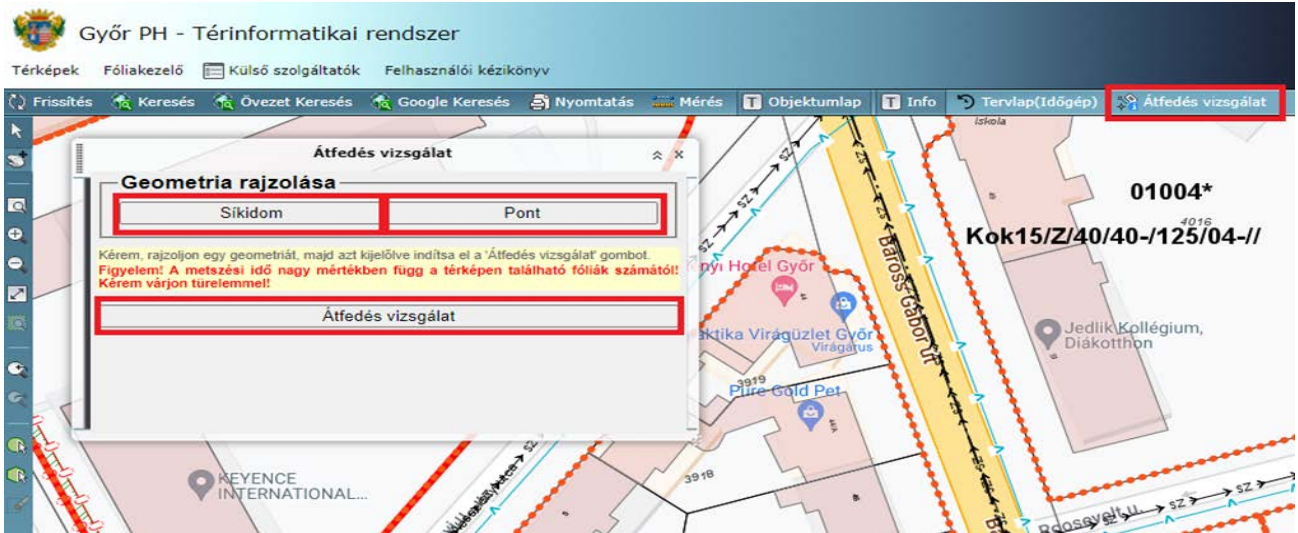 Győr PH - Térinformatikai rendszer
Térképek Fóliakezelő Külső szolgáltatók Felhasználói kézikönyv
Frissítés Keresés Övezet Keresés Google Keresés Nyomtatás Mérés T Objektumlap T Info Tervlap(Időgép) Átfedés vizsgálat
iskola
Átfedés vizsgálat
Geometria rajzolása
Síkidom Pont
Kérem, rajzoljon egy geometriát, majd azt kijelölve indítsa el a 'Átfedés vizsgálat' gombot.
Figyelem! A metszési idő nagy mértékben függ a térképen található fóliák számától!
Kérem várjon türelemmel!
Átfedés vizsgálat
01004*
4016
Kok15/Z/40/40-/125/04-//
Hotel Győr
Baross Gábor út
Virágüzlet Győr
Virágárus
Jedlik Kollégium,
Diákotthon
3919
Pure Gold Pet
3918
KEYENCE
INTERNATIONAL...
Roosevelt u.
SZ